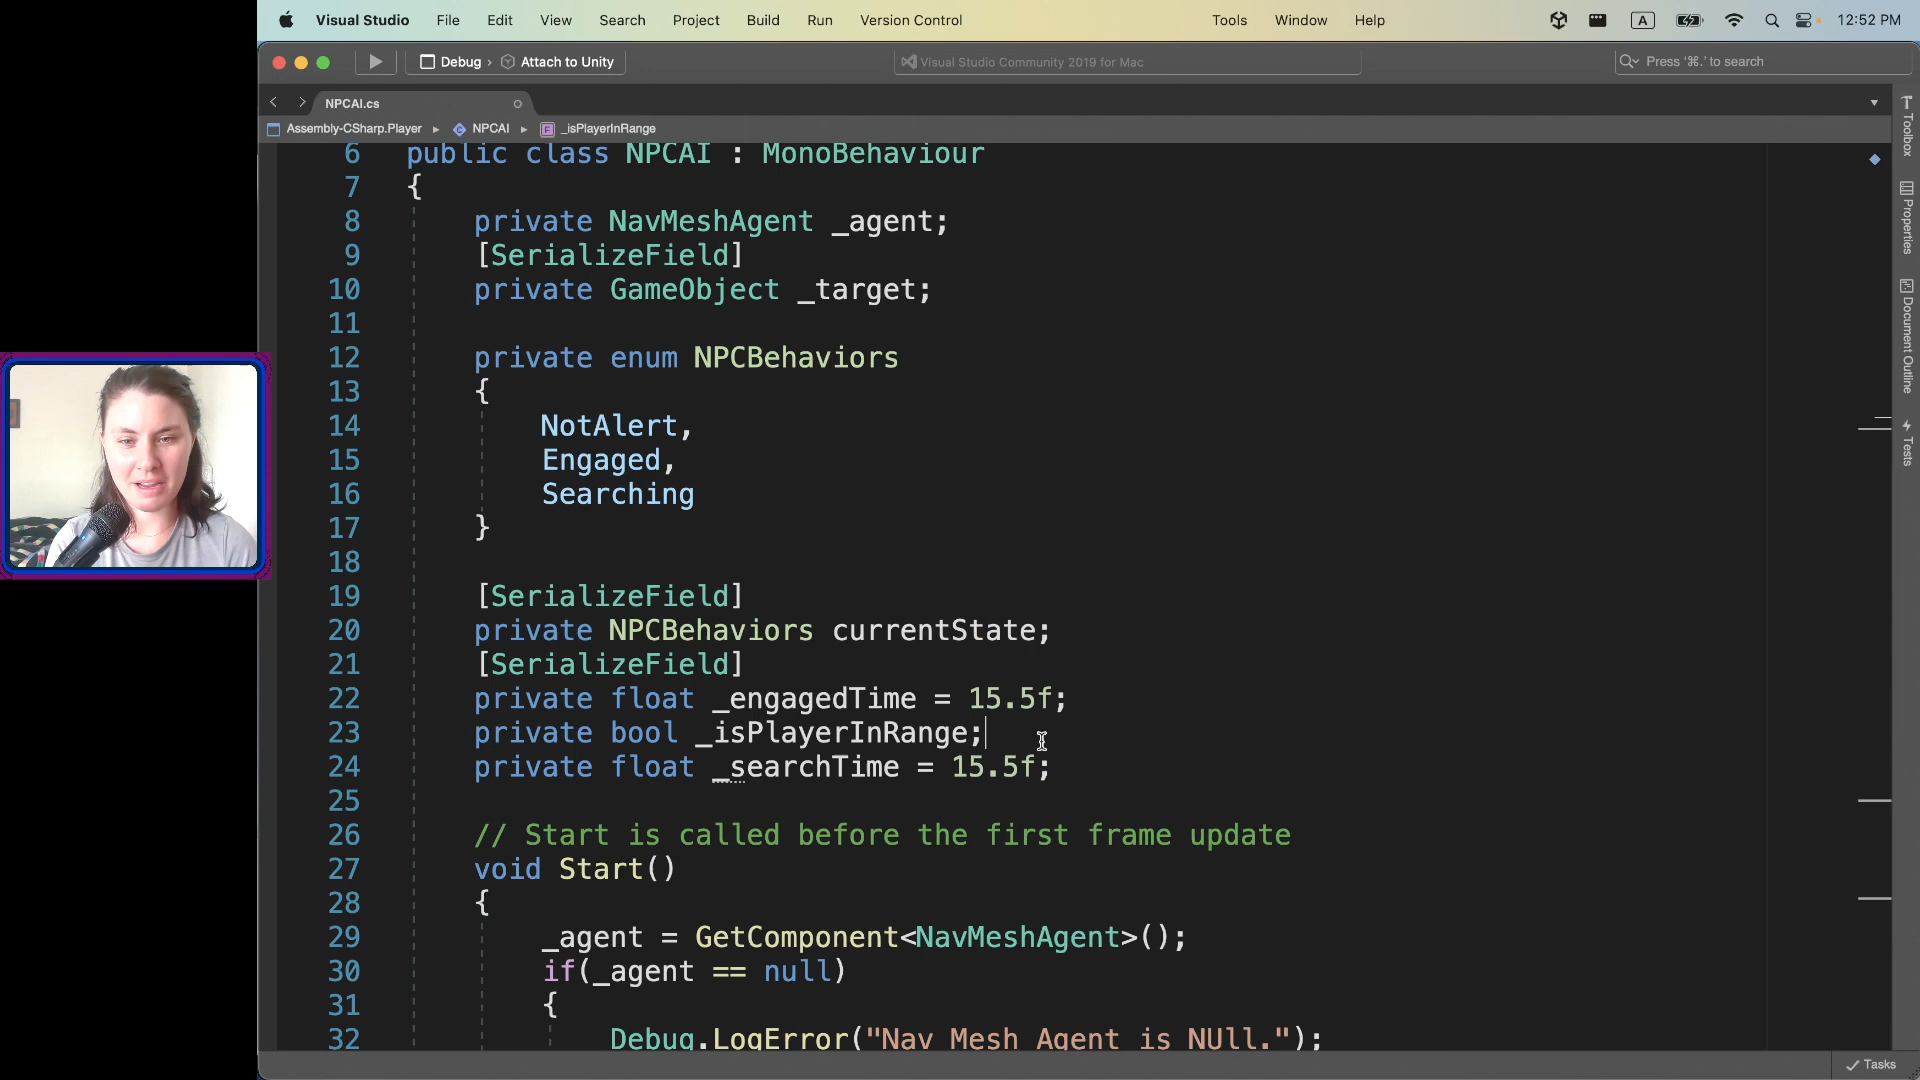 Visual Studio File Edit View Search Project Build Run Version Control Tools Window Help A 12:52 PM
Debug › Attach to Unity Visual Studio Community 2019 for Mac Press ‘⌘.’ to search
NPCAI.cs
Assembly-CSharp.Player ▸ NPCAI ▸ _isPlayerInRange
6 public class NPCAI : MonoBehaviour
7 {
8 private NavMeshAgent _agent;
9 [SerializeField]
10 private GameObject _target;
11
12 private enum NPCBehaviors
13 {
14 NotAlert,
15 Engaged,
16 Searching
17 }
18
19 [SerializeField]
20 private NPCBehaviors currentState;
21 [SerializeField]
22 private float _engagedTime = 15.5f;
23 private bool _isPlayerInRange;
24 private float _searchTime = 15.5f;
25
26 // Start is called before the first frame update
27 void Start()
28 {
29 _agent = GetComponent<NavMeshAgent>();
30 if(_agent == null)
31 {
32 Debug.LogError("Nav Mesh Agent is NUll.");
Toolbox
Properties
Document Outline
Tests
Tasks